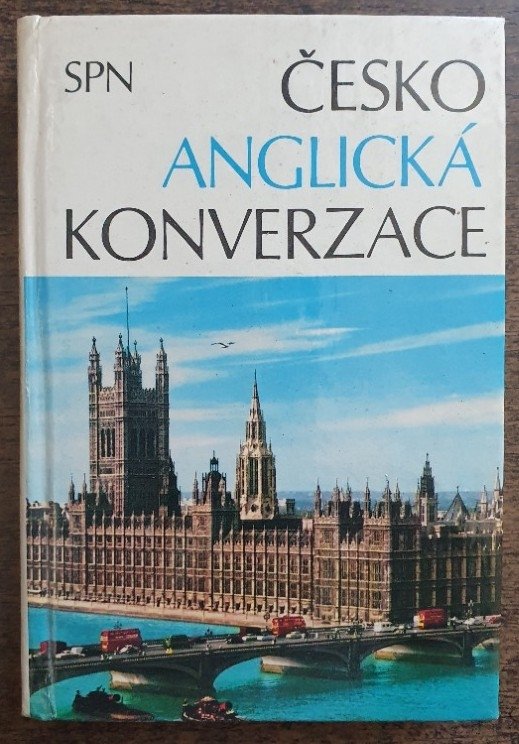 SPN
ČESKO
ANGLICKÁ
KONVERZACE